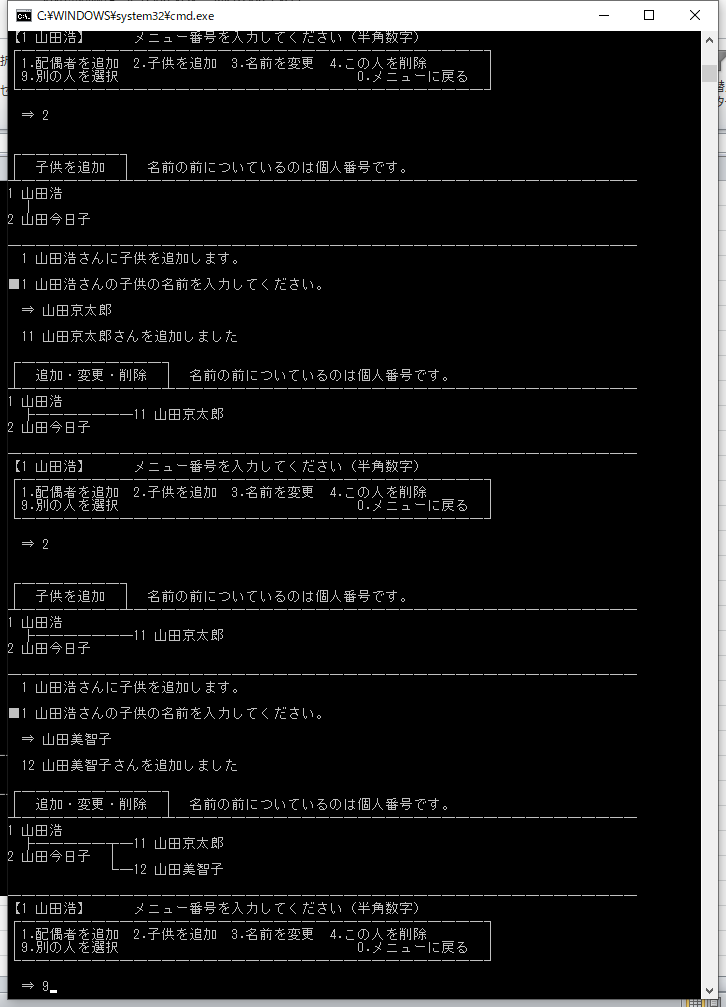 C:¥WINDOWS¥system32¥cmd.exe
【1 山田浩】 メニュー番号を入力してください（半角数字）
1.配偶者を追加 2.子供を追加 3.名前を変更 4.この人を削除
9.別の人を選択 0.メニューに戻る
⇒ 2
子供を追加 名前の前についているのは個人番号です。
1 山田浩
2 山田今日子
1 山田浩さんに子供を追加します。
■1 山田浩さんの子供の名前を入力してください。
⇒ 山田京太郎
11 山田京太郎さんを追加しました
追加・変更・削除 名前の前についているのは個人番号です。
1 山田浩
11 山田京太郎
2 山田今日子
【1 山田浩】 メニュー番号を入力してください（半角数字）
1.配偶者を追加 2.子供を追加 3.名前を変更 4.この人を削除
9.別の人を選択 0.メニューに戻る
⇒ 2
子供を追加 名前の前についているのは個人番号です。
1 山田浩
11 山田京太郎
2 山田今日子
1 山田浩さんに子供を追加します。
■1 山田浩さんの子供の名前を入力してください。
⇒ 山田美智子
12 山田美智子さんを追加しました
追加・変更・削除 名前の前についているのは個人番号です。
1 山田浩
11 山田京太郎
2 山田今日子
12 山田美智子
【1 山田浩】 メニュー番号を入力してください（半角数字）
1.配偶者を追加 2.子供を追加 3.名前を変更 4.この人を削除
9.別の人を選択 0.メニューに戻る
⇒ 9